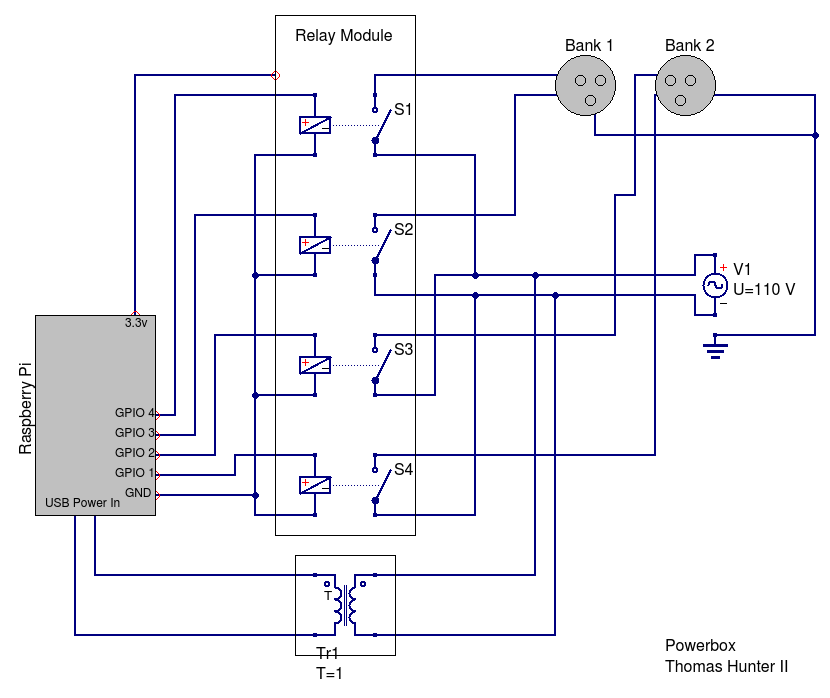 Relay Module
Bank 1
Bank 2
S1
S2
V1
U=110 V
3.3v
S3
Raspberry Pi
GPIO 4
GPIO 3
GPIO 2
GPIO 1
GND
USB Power In
S4
T
Tr1
T=1
Powerbox
Thomas Hunter II